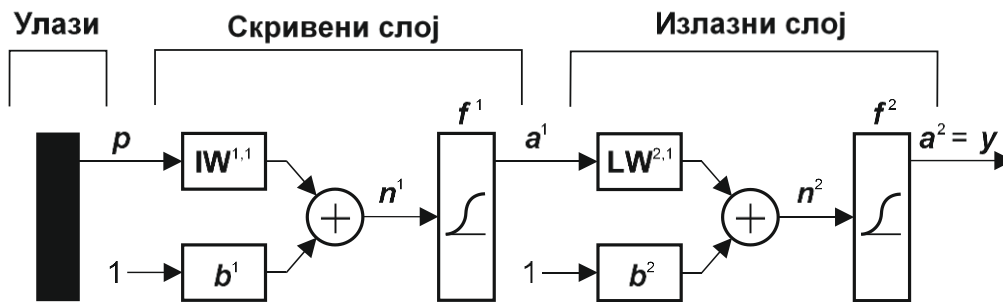 Улази
Скривени слој
Излазни слој
f¹
f²
p
IW¹,¹
a¹
LW²,¹
a² = y
n¹
n²
1
b¹
1
b²